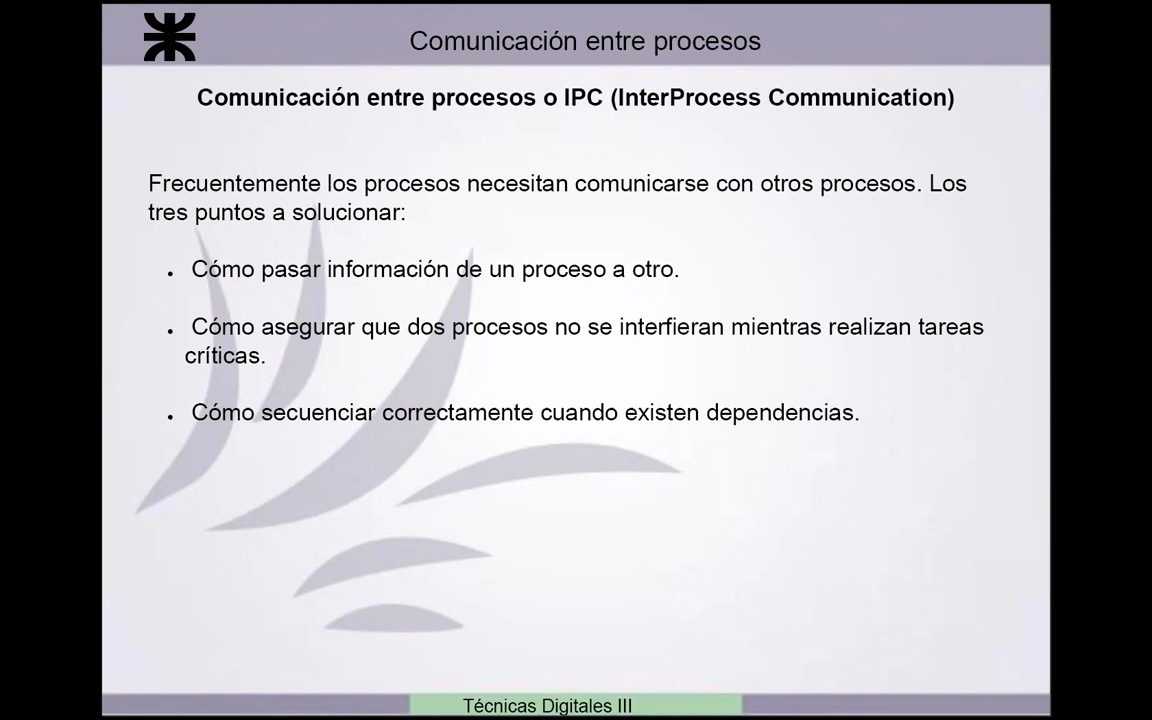 Comunicación entre procesos
Comunicación entre procesos o IPC (InterProcess Communication)
Frecuentemente los procesos necesitan comunicarse con otros procesos. Los
tres puntos a solucionar:
• Cómo pasar información de un proceso a otro.
• Cómo asegurar que dos procesos no se interfieran mientras realizan tareas
críticas.
• Cómo secuenciar correctamente cuando existen dependencias.
Técnicas Digitales III